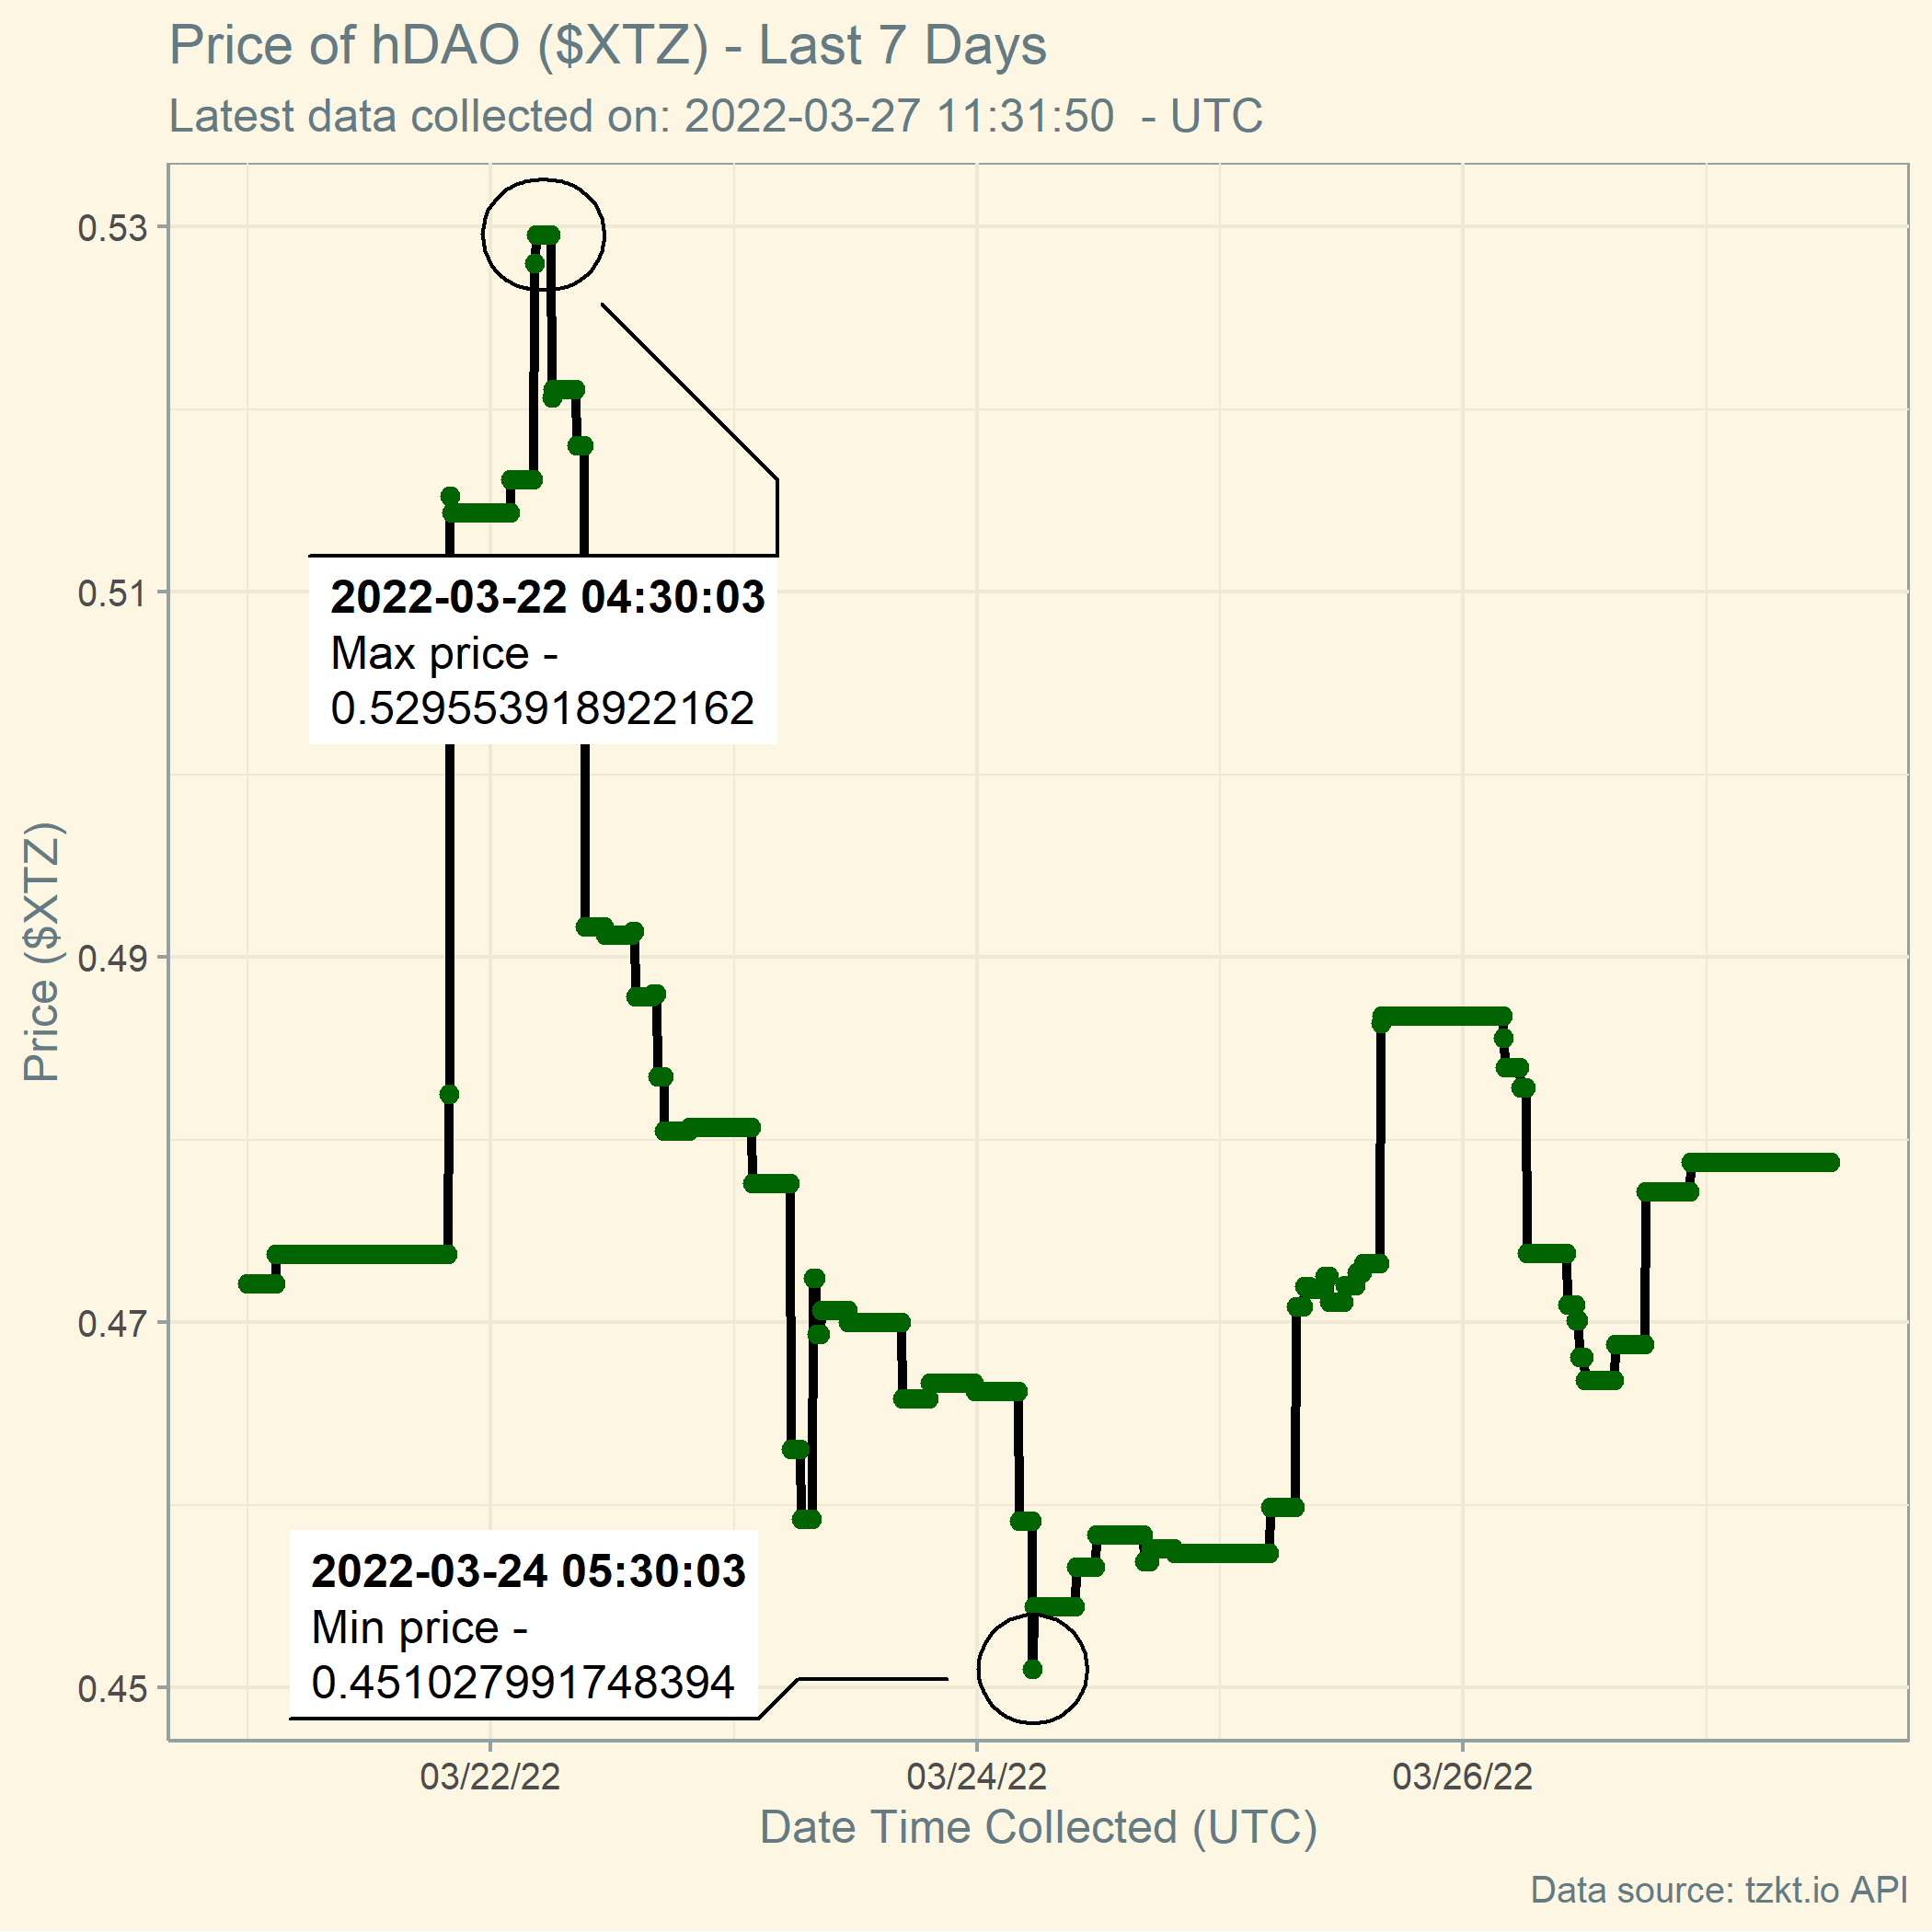 Price of hDAO ($XTZ) - Last 7 Days
Latest data collected on: 2022-03-27 11:31:50  - UTC
0.53
0.51
0.49
0.47
0.45
Price ($XTZ)
2022-03-22 04:30:03
Max price -
0.529553918922162
2022-03-24 05:30:03
Min price -
0.451027991748394
03/22/22
03/24/22
03/26/22
Date Time Collected (UTC)
Data source: tzkt.io API